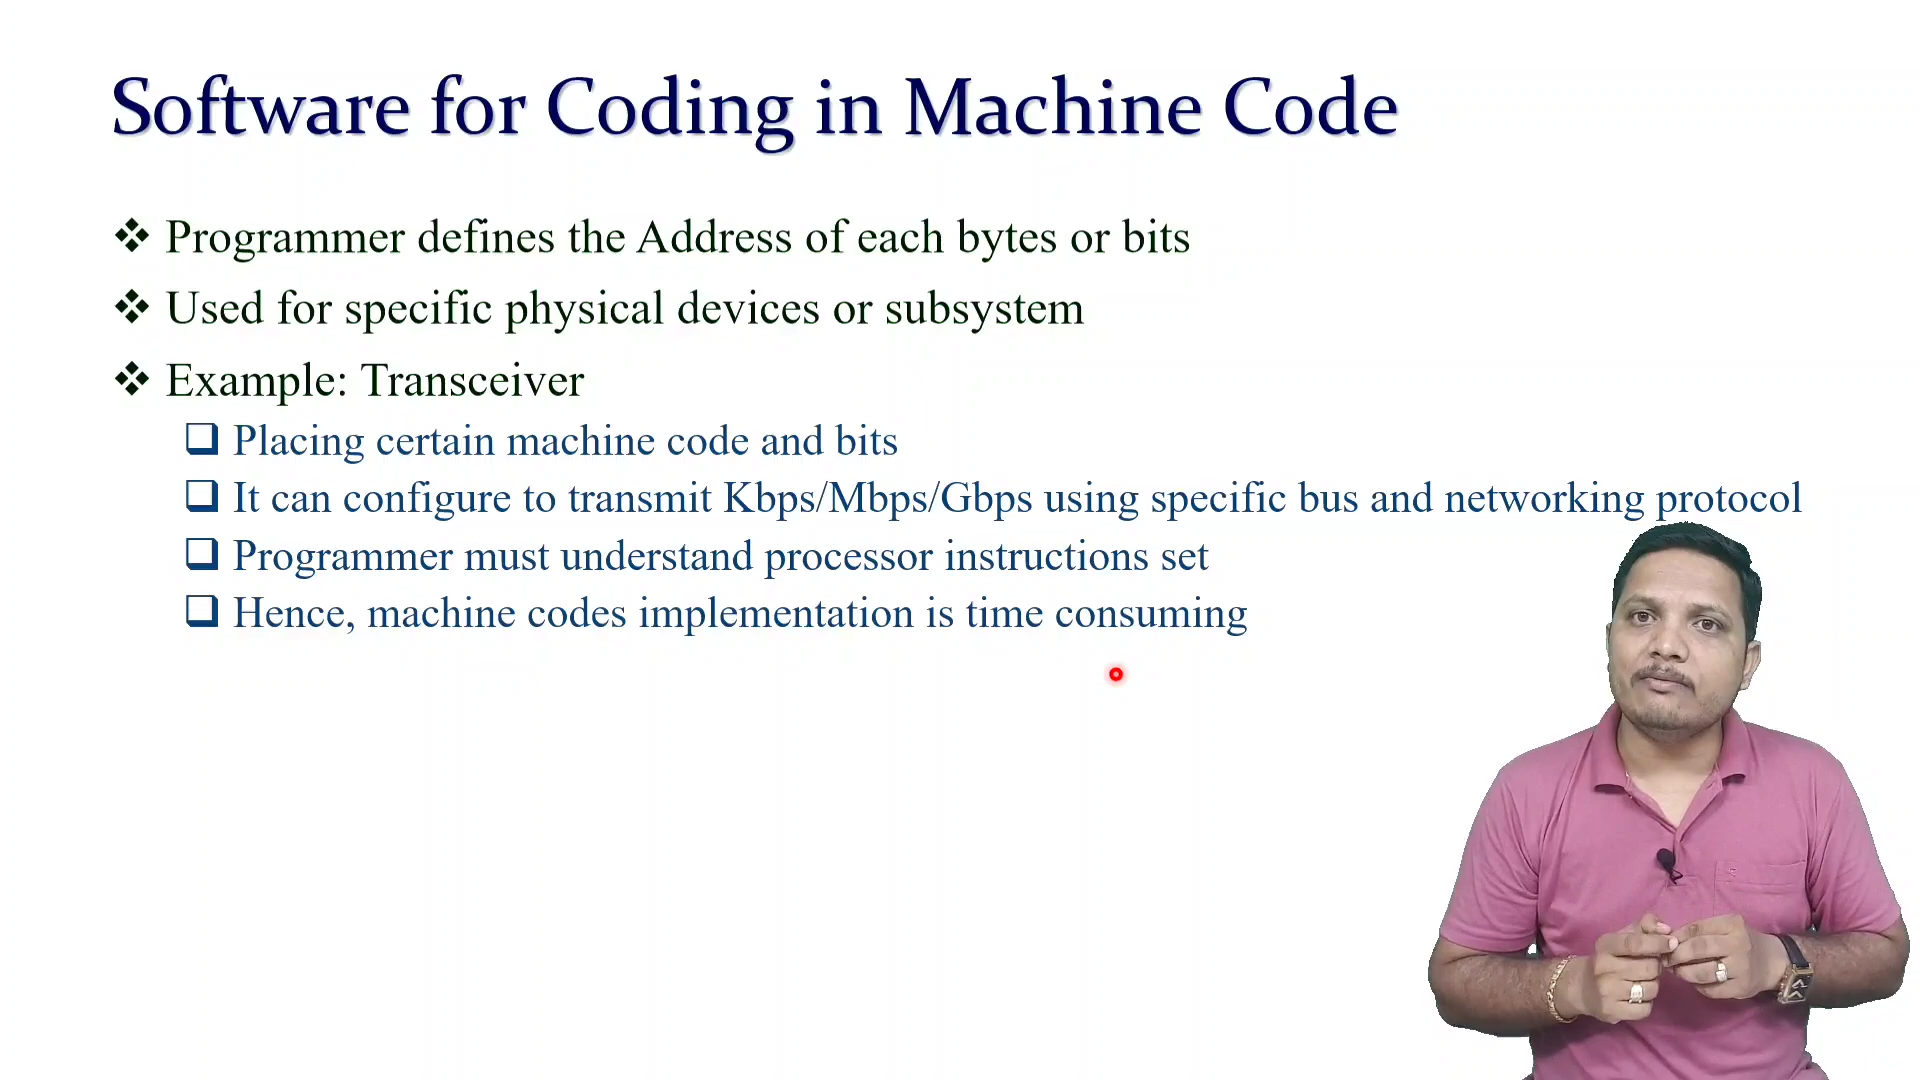 Software for Coding in Machine Code
Programmer defines the Address of each bytes or bits
Used for specific physical devices or subsystem
Example: Transceiver
Placing certain machine code and bits
It can configure to transmit Kbps/Mbps/Gbps using specific bus and networking protocol
Programmer must understand processor instructions set
Hence, machine codes implementation is time consuming